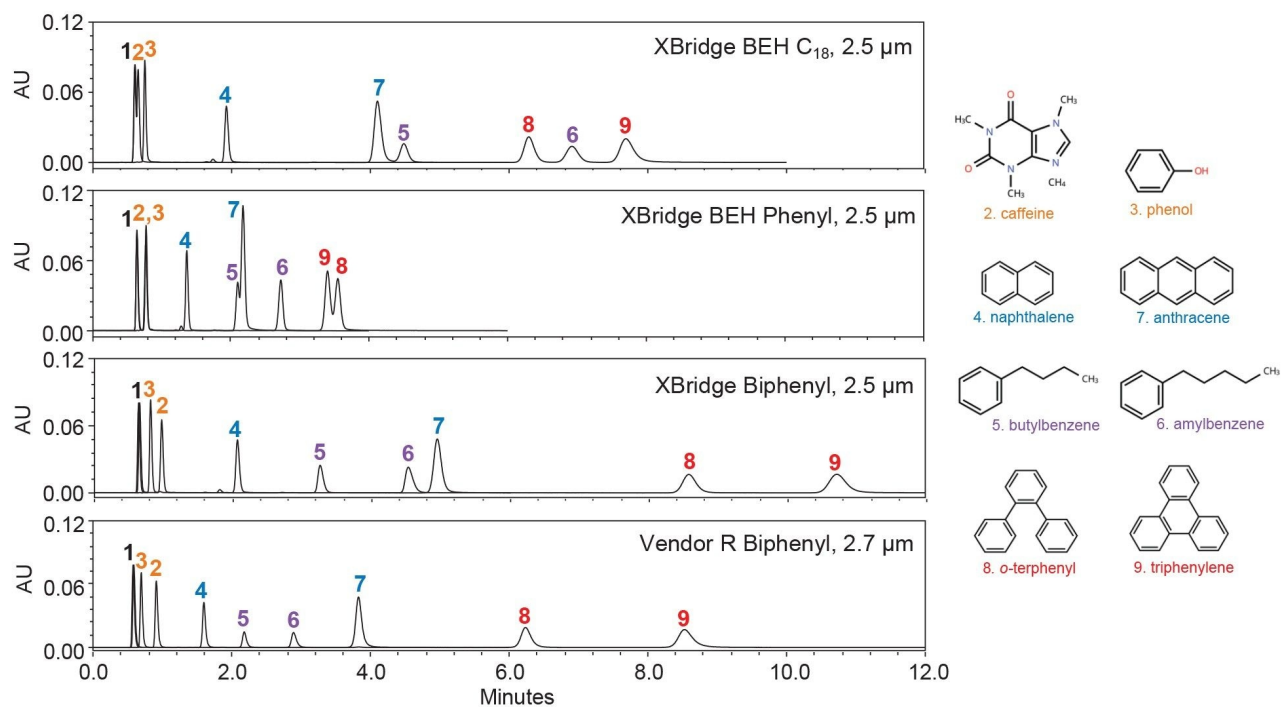 0.12
AU
0.06
0.00
1 2 3
4
7
5
8
6
9
XBridge BEH C18, 2.5 µm
0.12
AU
0.06
0.00
1 2,3
4
5
7
6
9
8
XBridge BEH Phenyl, 2.5 µm
0.12
AU
0.06
0.00
1 3 2
4
5
6
7
8
9
XBridge Biphenyl, 2.5 µm
0.12
AU
0.06
0.00
1 3 2
4
5
6
7
8
9
Vendor R Biphenyl, 2.7 µm
0.0 2.0 4.0 6.0 8.0 10.0 12.0
Minutes
O
CH3
H3C
N
N
O
N
N
CH3
CH4
2. caffeine
OH
3. phenol
4. naphthalene
7. anthracene
CH3
5. butylbenzene
CH3
6. amylbenzene
8. o-terphenyl
9. triphenylene